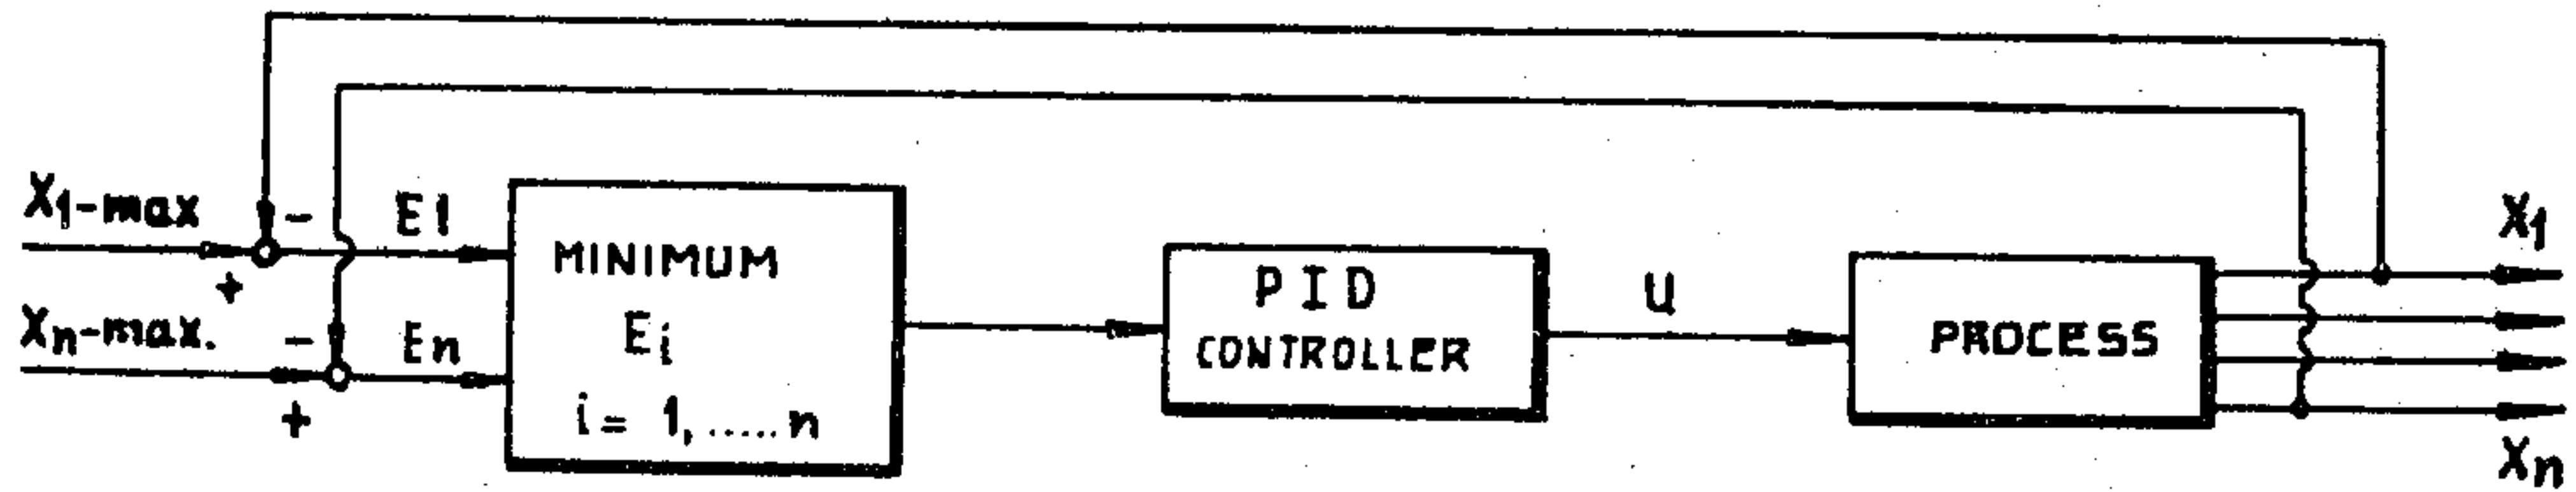 X1-max
-
E1
+
Xn-max.
-
En
+
MINIMUM
Ei
i= 1,.....n
PID
CONTROLLER
U
PROCESS
X1
Xn